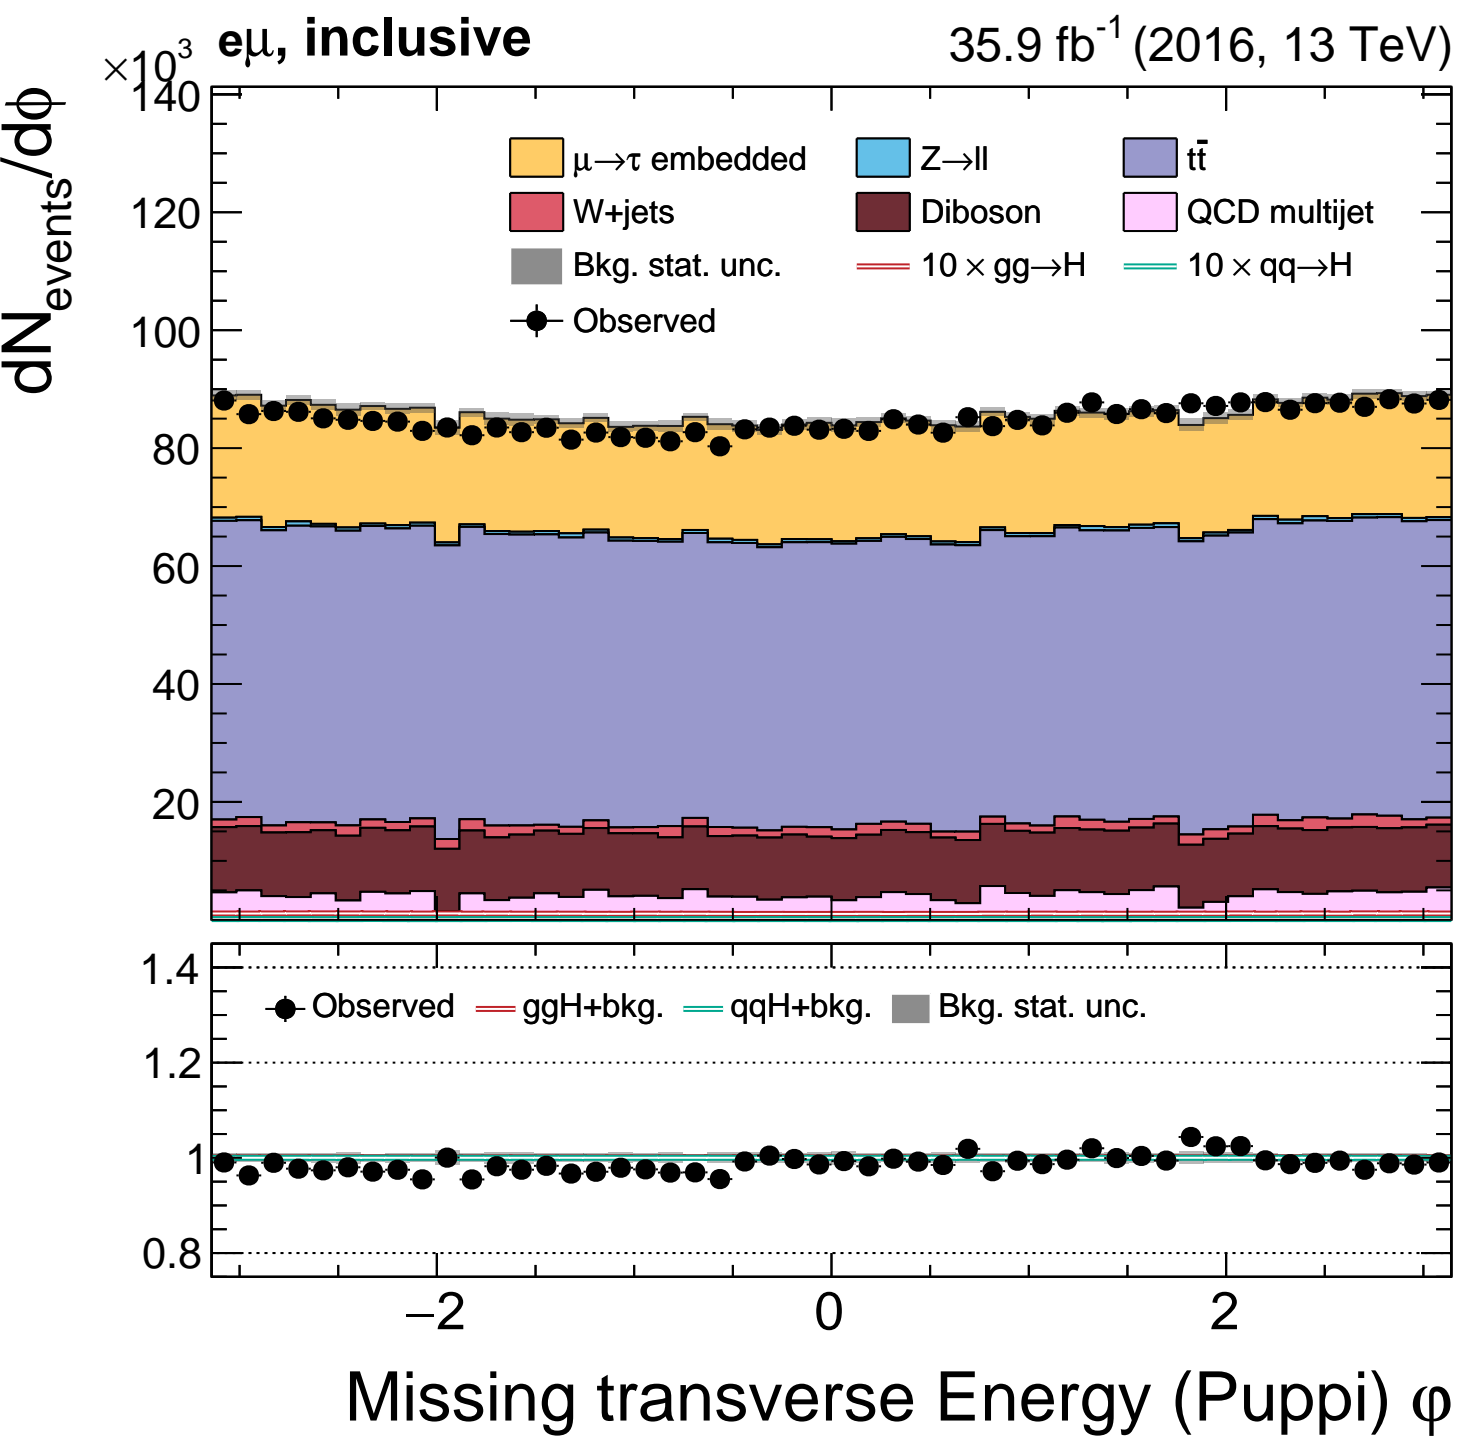 eμ, inclusive 35.9 fb⁻¹ (2016, 13 TeV)
×10³
dN_events/dϕ
140
120
100
80
60
40
20
μ→τ embedded Z→ll tt̄
W+jets Diboson QCD multijet
Bkg. stat. unc. 10 × gg→H 10 × qq→H
Observed
1.4
1.2
1
0.8
Observed ggH+bkg. qqH+bkg. Bkg. stat. unc.
−2 0 2
Missing transverse Energy (Puppi) φ